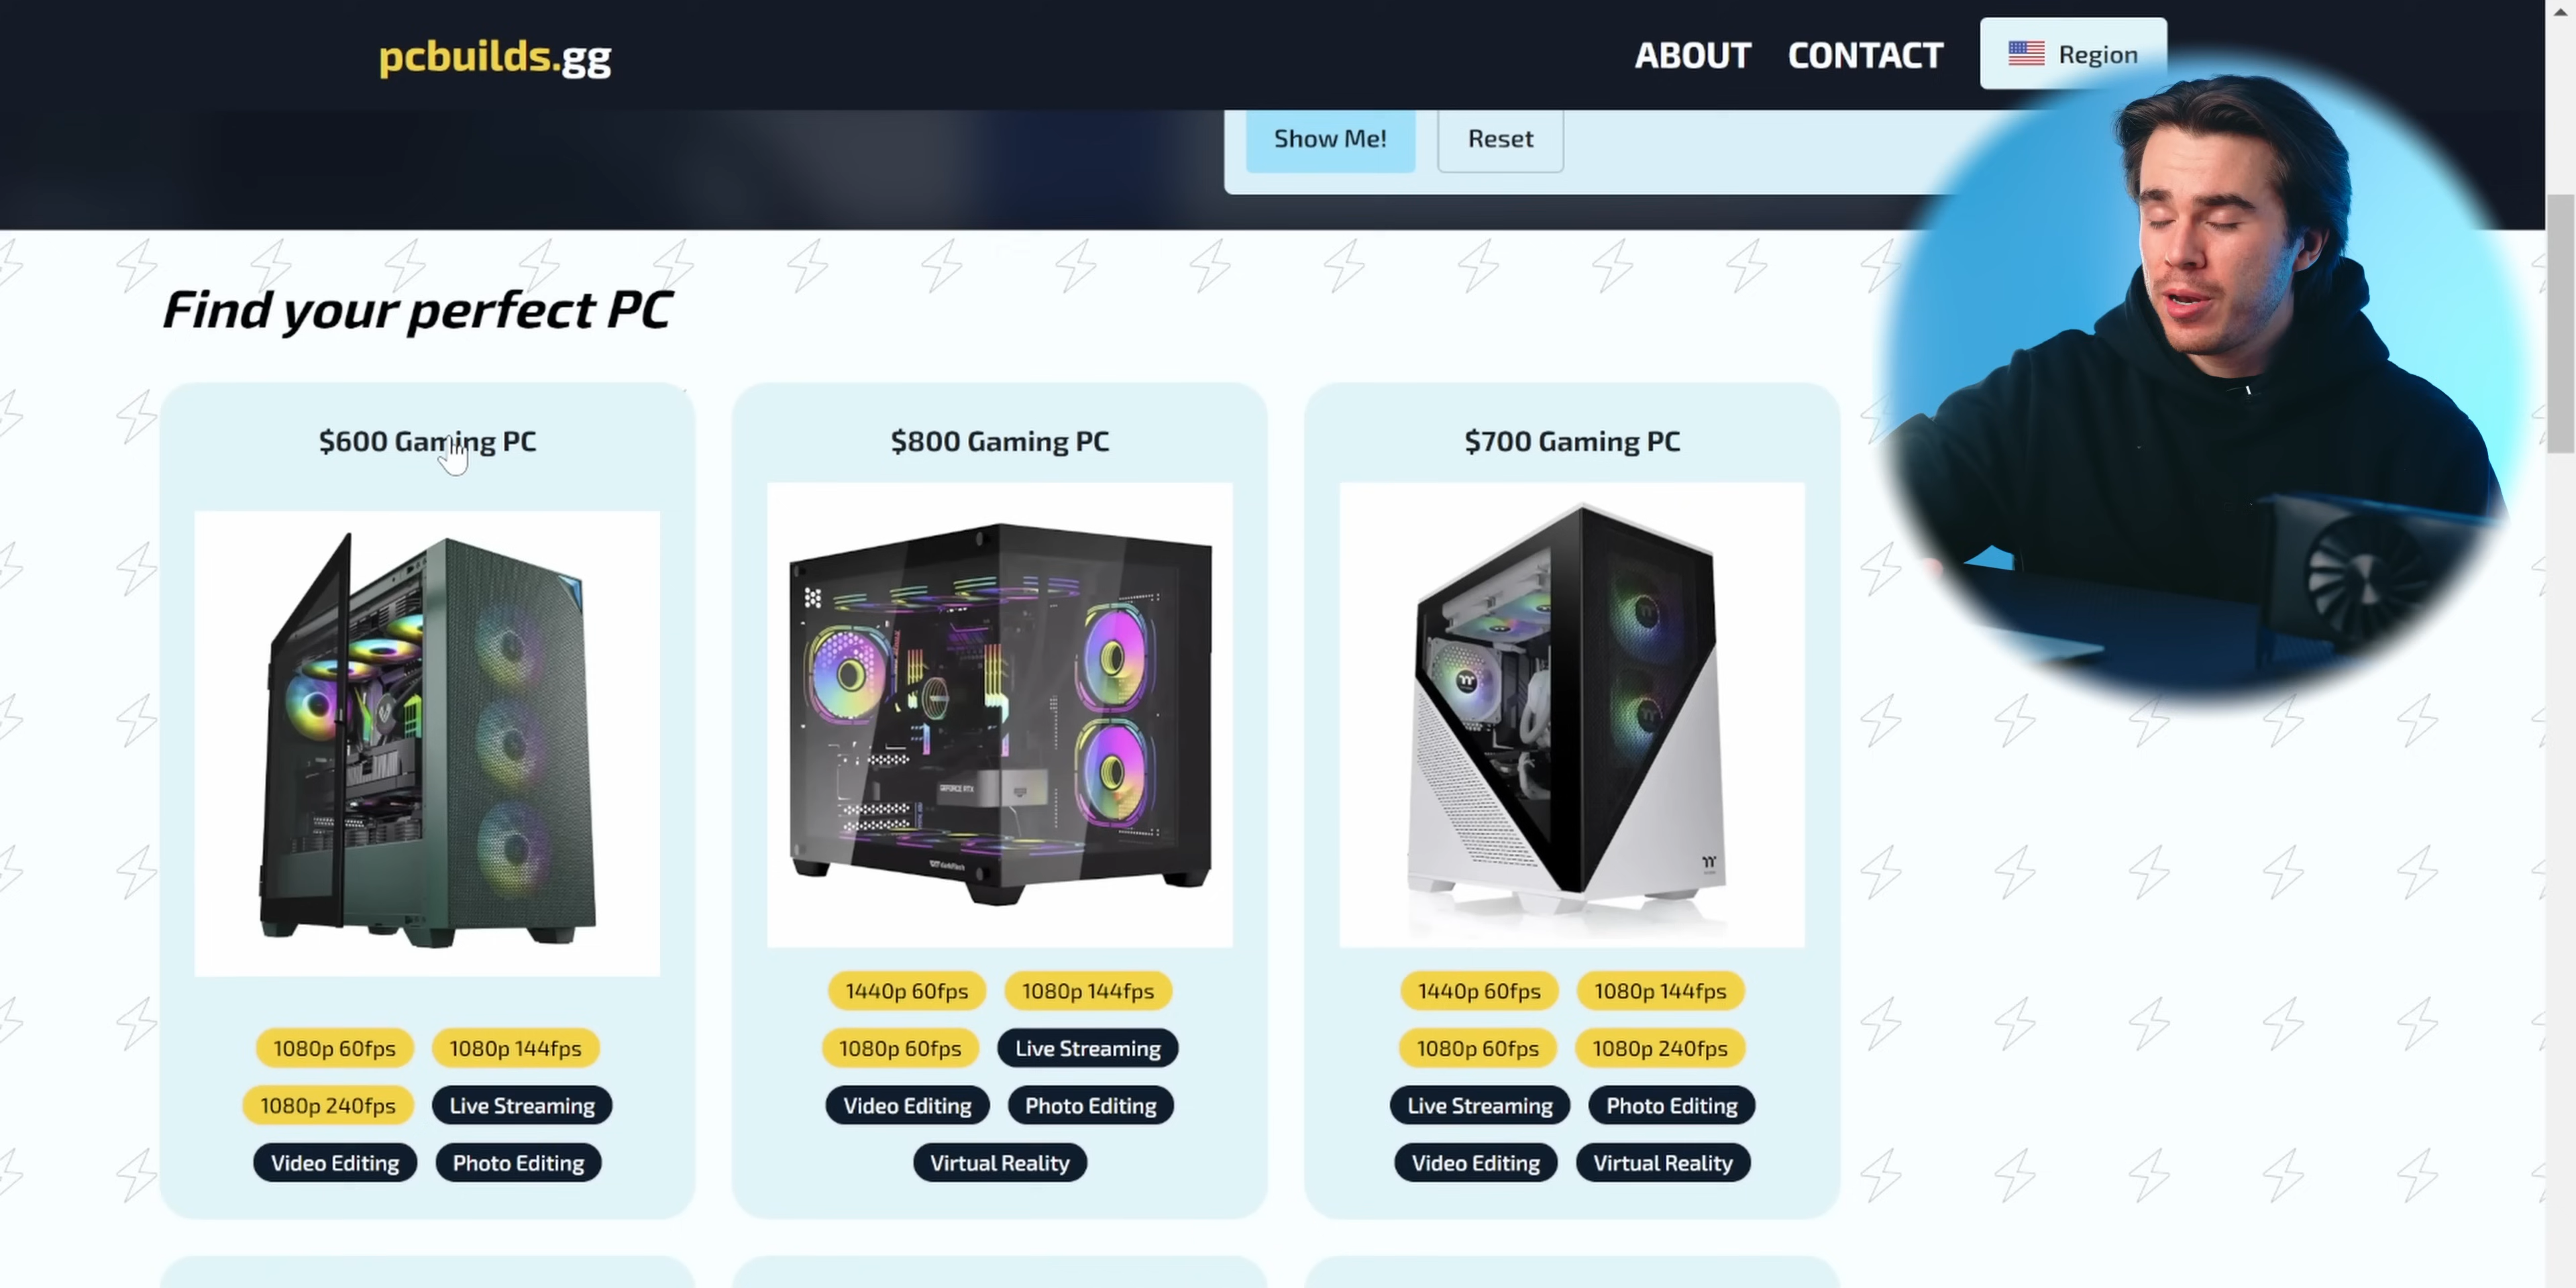 pcbuilds.gg
ABOUT CONTACT Region
Show Me! Reset
Find your perfect PC
$600 Gaming PC
1080p 60fps 1080p 144fps
1080p 240fps Live Streaming
Video Editing Photo Editing
$800 Gaming PC
GEFORCE RTX
darkFlash
1440p 60fps 1080p 144fps
1080p 60fps Live Streaming
Video Editing Photo Editing
Virtual Reality
$700 Gaming PC
1440p 60fps 1080p 144fps
1080p 60fps 1080p 240fps
Live Streaming Photo Editing
Video Editing Virtual Reality